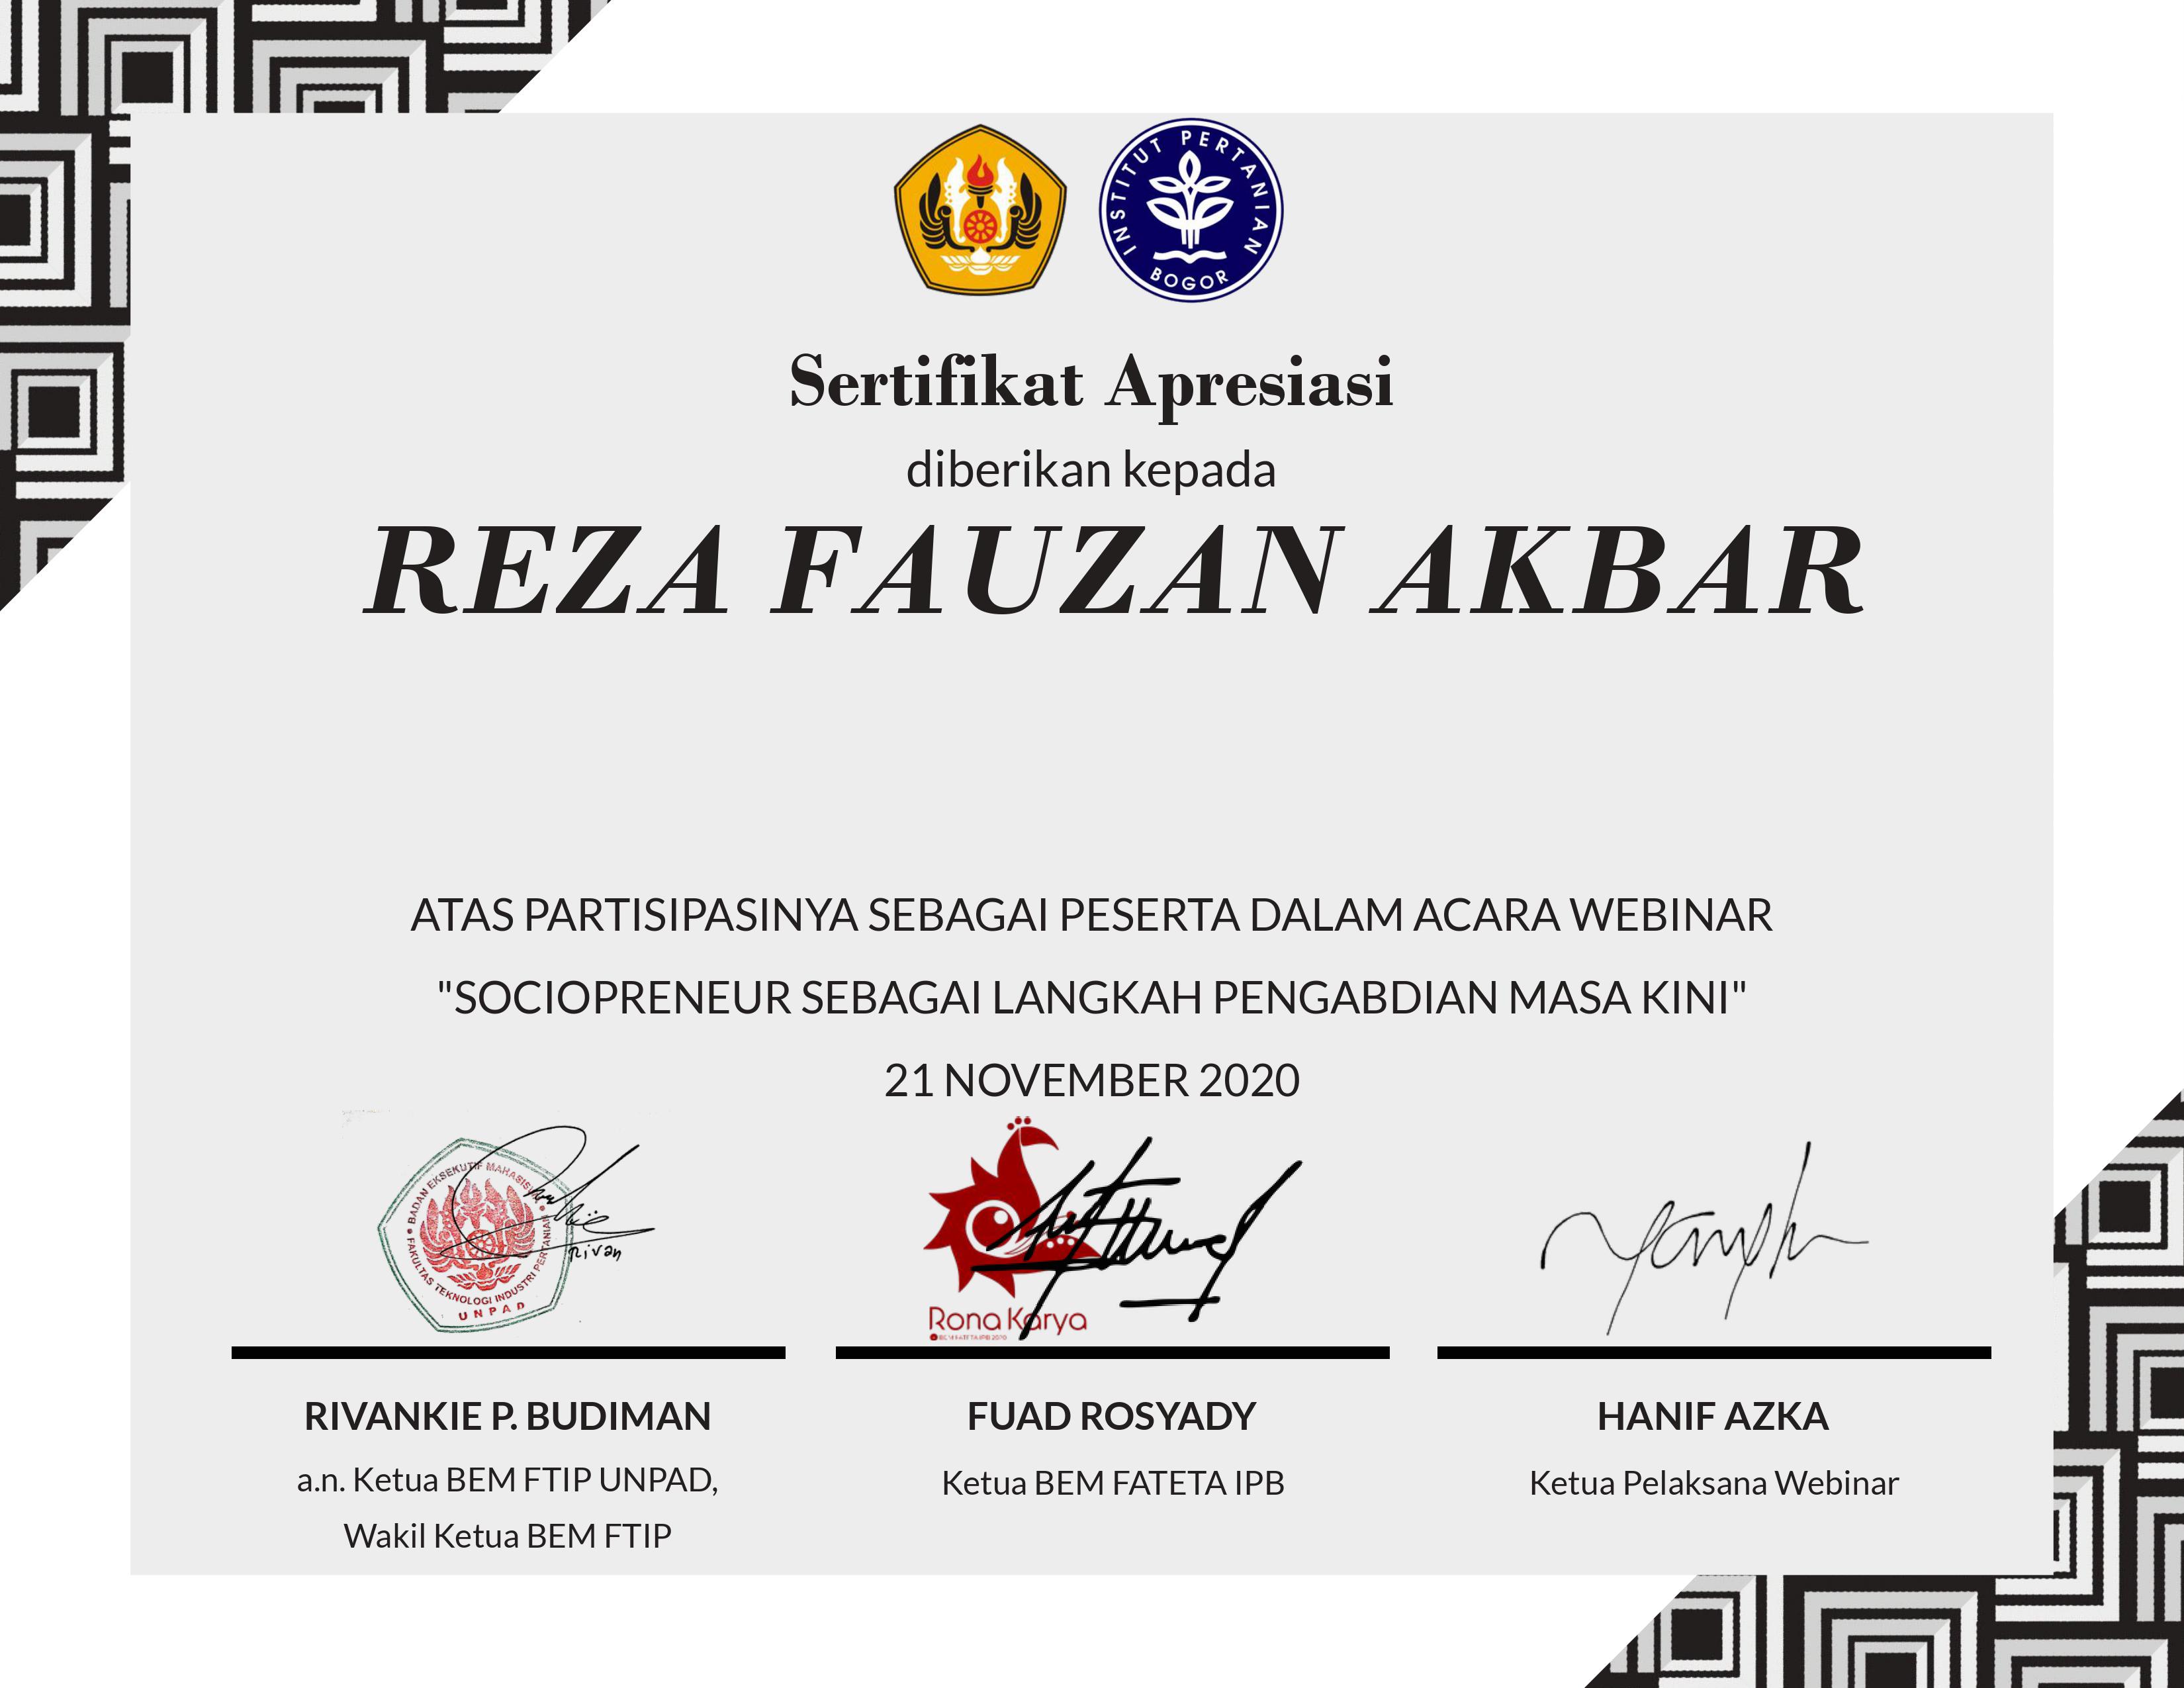 INSTITUT PERTANIAN
BOGOR
Sertifikat Apresiasi
diberikan kepada
REZA FAUZAN AKBAR
ATAS PARTISIPASINYA SEBAGAI PESERTA DALAM ACARA WEBINAR
"SOCIOPRENEUR SEBAGAI LANGKAH PENGABDIAN MASA KINI"
21 NOVEMBER 2020
BADAN EKSEKUTIF
FAKULTAS TEKNOLOGI INDUSTRI PERTANIAN
UNPAD
Rivan
Rona Karya
RIVANKIE P. BUDIMAN
a.n. Ketua BEM FTIP UNPAD,
Wakil Ketua BEM FTIP
FUAD ROSYADY
Ketua BEM FATETA IPB
HANIF AZKA
Ketua Pelaksana Webinar